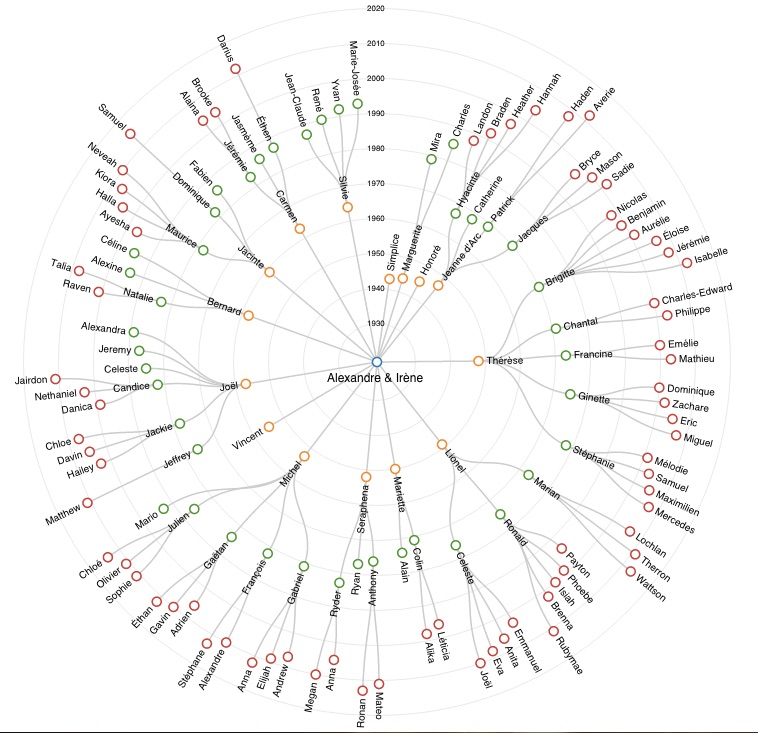 2020
2010
2000
1990
1980
1970
1960
1950
1940
1930
Alexandre & Irène
Simplice
Marguerite
Mira
Honoré
Charles
Jeanne d'Arc
Hyacinte
Landon
Braden
Heather
Hannah
Catherine
Patrick
Haden
Averie
Jacques
Bryce
Mason
Sadie
Thérèse
Brigitte
Nicolas
Benjamin
Aurélie
Éloise
Jérémie
Isabelle
Chantal
Charles-Edward
Philippe
Francine
Emélie
Mathieu
Ginette
Dominique
Zachare
Eric
Miguel
Stéphanie
Mélodie
Samuel
Maximilien
Mercedes
Lionel
Marian
Lochlan
Therron
Wattson
Ronald
Payton
Phoebe
Isiah
Brenna
Rubymae
Celeste
Emmanuel
Anita
Eva
Joël
Mariette
Colin
Léticia
Alika
Alain
Seraphena
Anthony
Mateo
Ronan
Ryan
Ryder
Anna
Megan
Michel
Gabriel
Andrew
Elijah
Anna
François
Alexandre
Stéphane
Gaëtan
Adrien
Gavin
Éthan
Julien
Sophie
Olivier
Chloé
Mario
Vincent
Joël
Jeffrey
Matthew
Jackie
Hailey
Davin
Chloe
Candice
Danica
Nethaniel
Jairdon
Celeste
Jeremy
Alexandra
Bernard
Natalie
Raven
Talia
Alexine
Céline
Jacinte
Maurice
Ayesha
Halla
Kiora
Neveah
Dominique
Samuel
Fabien
Carmen
Jérémie
Alaina
Brooke
Jasmème
Éthen
Darius
Silvie
Jean-Claude
René
Yvan
Marie-Josée